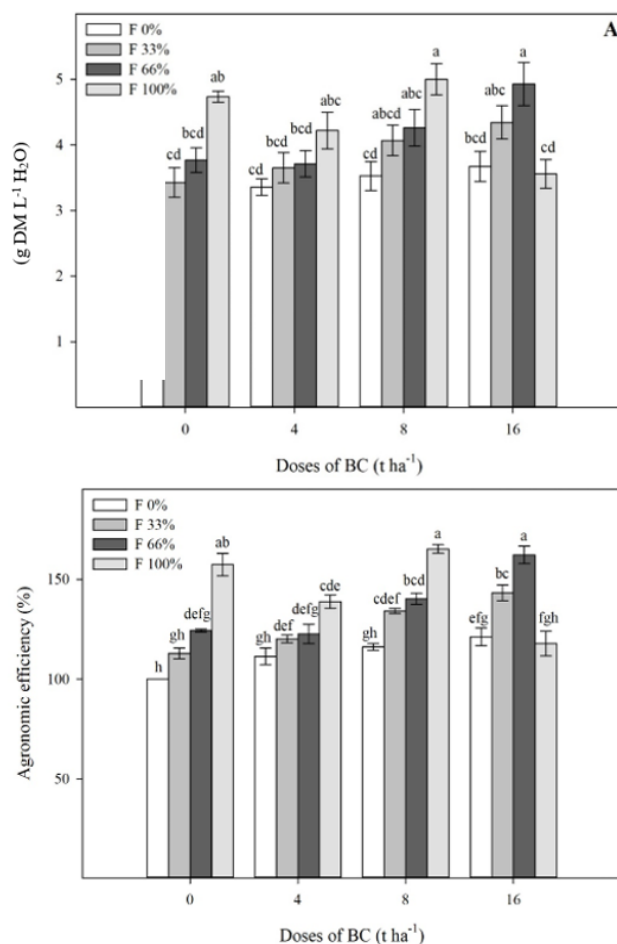 A
F 0%
F 33%
F 66%
F 100%
ab
cd
bcd
cd
bcd
bcd
abc
cd
abcd
abc
a
bcd
abc
a
cd
5
4
3
2
1
(g DM L⁻¹ H₂O)
0 4 8 16
Doses of BC (t ha⁻¹)
F 0%
F 33%
F 66%
F 100%
h
gh
defg
ab
gh
def
defg
cde
gh
cdef
bcd
a
efg
bc
a
fgh
150
100
50
Agronomic efficiency (%)
0 4 8 16
Doses of BC (t ha⁻¹)